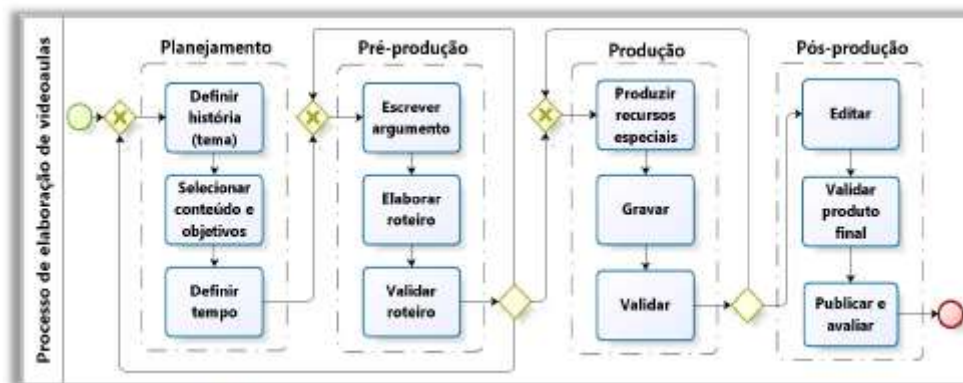 Processo de elaboração de videoaulas
Planejamento
Definir
história
(tema)
Selecionar
conteúdo e
objetivos
Definir
tempo
Pré-produção
Escrever
argumento
Elaborar
roteiro
Validar
roteiro
Produção
Produzir
recursos
especiais
Gravar
Validar
Pós-produção
Editar
Validar
produto
final
Publicar e
avaliar